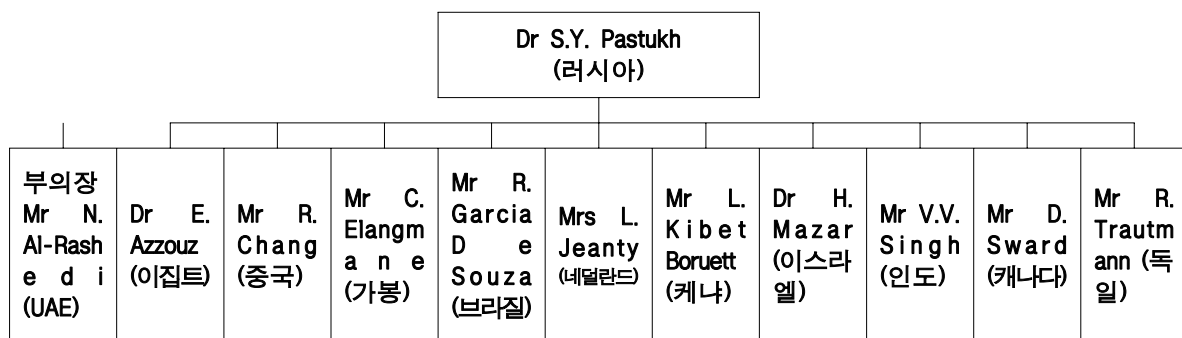 Dr S.Y. Pastukh
(러시아)
부의장
Mr N.
Al-Rash
e d i
(UAE)
Dr E.
Azzouz
(이집트)
Mr R.
Chang
(중국)
Mr C.
Elangm
a n e
(가봉)
Mr R.
Garcia
D e
Souza
(브라질)
Mrs L.
Jeanty
(네덜란드)
Mr L.
Kibet
Boruett
(케냐)
Dr H.
Mazar
(이스라
엘)
Mr V.V.
Singh
(인도)
Mr D.
Sward
(캐나다)
Mr R.
Trautm
ann (독
일)